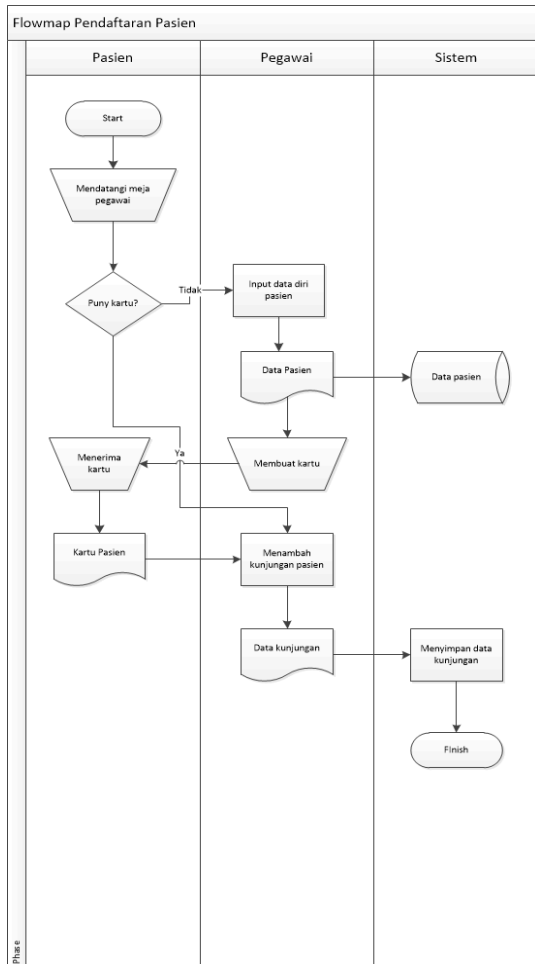 Flowmap Pendaftaran Pasien
Pasien
Pegawai
Sistem
Start
Mendatangi meja
pegawai
Puny kartu?
Tidak
Input data diri
pasien
Data Pasien
Data pasien
Menerima
kartu
Ya
Membuat kartu
Kartu Pasien
Menambah
kunjungan pasien
Data kunjungan
Menyimpan data
kunjungan
FInish
Phase